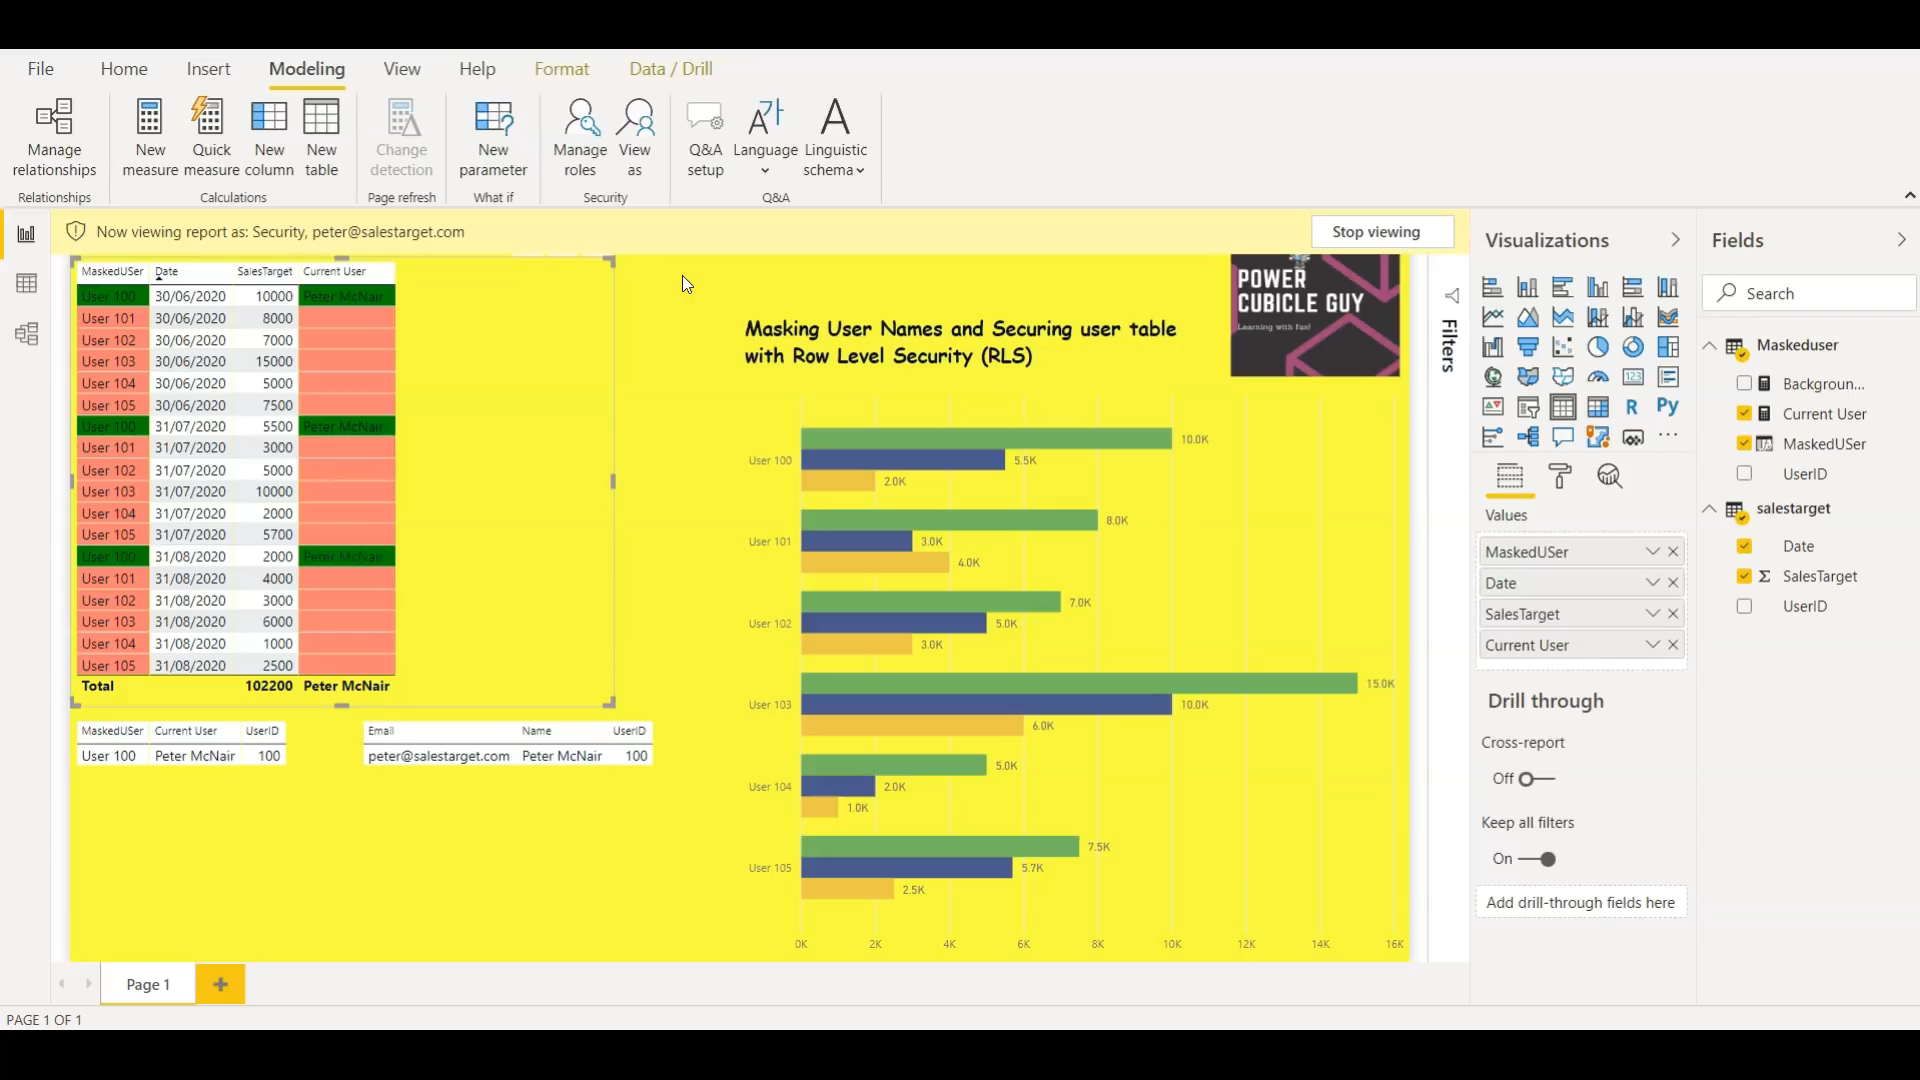 File Home Insert Modeling View Help Format Data / Drill
Manage relationships
New measure
Quick measure
New column
New table
Change detection
New parameter
Manage roles
View as
Q&A setup
Language
Linguistic schema
Relationships
Calculations
Page refresh
What if
Security
Q&A
Now viewing report as: Security, peter@salestarget.com
Stop viewing
MaskedUSer Date SalesTarget Current User
User 100 30/06/2020 10000 Peter McNair
User 101 30/06/2020 8000
User 102 30/06/2020 7000
User 103 30/06/2020 15000
User 104 30/06/2020 5000
User 105 30/06/2020 7500
User 100 31/07/2020 5500 Peter McNair
User 101 31/07/2020 3000
User 102 31/07/2020 5000
User 103 31/07/2020 10000
User 104 31/07/2020 2000
User 105 31/07/2020 5700
User 100 31/08/2020 2000 Peter McNair
User 101 31/08/2020 4000
User 102 31/08/2020 3000
User 103 31/08/2020 6000
User 104 31/08/2020 1000
User 105 31/08/2020 2500
Total 102200 Peter McNair
MaskedUSer Current User UserID
User 100 Peter McNair 100
Email Name UserID
peter@salestarget.com Peter McNair 100
Masking User Names and Securing user table
with Row Level Security (RLS)
POWER
CUBICLE GUY
Learning with fun!
User 100
10.0K
5.5K
2.0K
User 101
8.0K
3.0K
4.0K
User 102
7.0K
5.0K
3.0K
User 103
15.0K
10.0K
6.0K
User 104
5.0K
2.0K
1.0K
User 105
7.5K
5.7K
2.5K
0K 2K 4K 6K 8K 10K 12K 14K 16K
Filters
Visualizations
123
R
Py
Values
MaskedUSer
Date
SalesTarget
Current User
Drill through
Cross-report
Off
Keep all filters
On
Add drill-through fields here
Fields
Search
Maskeduser
Backgroun...
Current User
MaskedUSer
UserID
salestarget
Date
Σ SalesTarget
UserID
Page 1
PAGE 1 OF 1